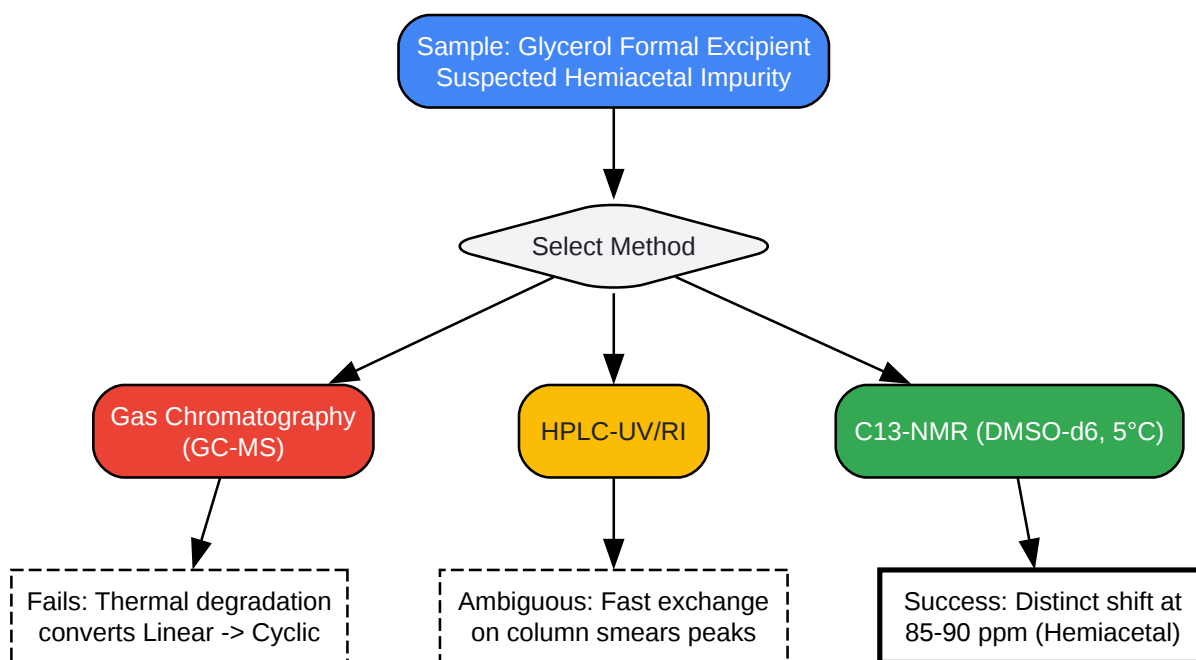 Sample: Glycerol Formal Excipient
Suspected Hemiacetal Impurity
Select Method
Gas Chromatography
(GC-MS)
HPLC-UV/RI
C13-NMR (DMSO-d6, 5°C)
Fails: Thermal degradation
converts Linear -> Cyclic
Ambiguous: Fast exchange
on column smears peaks
Success: Distinct shift at
85-90 ppm (Hemiacetal)